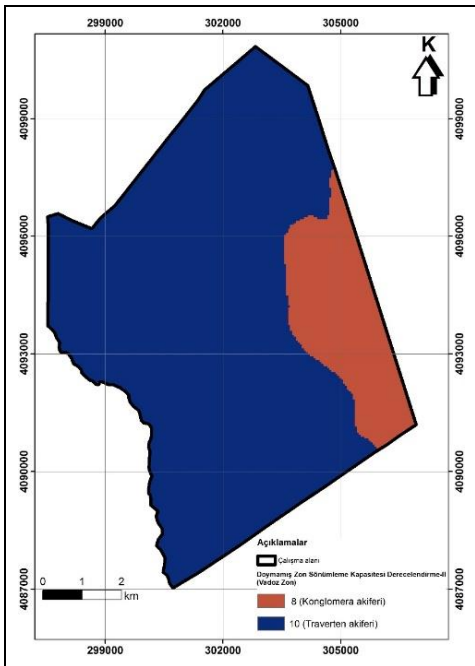 299000 302000 305000
K
4099000 4099000
4096000 4096000
4093000 4093000
4090000 4090000
4087000 4087000
Açıklamalar
Çalışma alanı
Doymamış Zon Sönümleme Kapasitesi Derecelendirme-II
(Vadoz Zon)
8 (Konglomera akiferi)
10 (Traverten akiferi)
0 1 2
km
299000 302000 305000